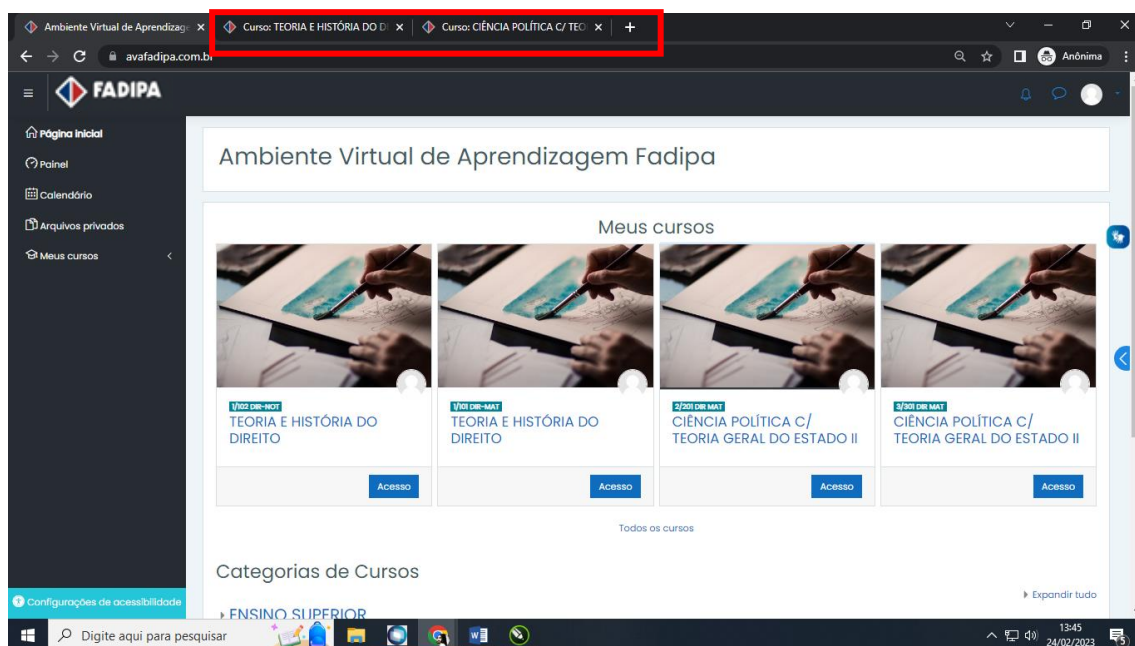 Ambiente Virtual de Aprendizage
Curso: TEORIA E HISTÓRIA DO DI
Curso: CIÊNCIA POLÍTICA C/ TEO
avafadipa.com.br
Anônima
FADIPA
Página inicial
Painel
Calendário
Arquivos privados
Meus cursos
Configurações de acessibilidade
Ambiente Virtual de Aprendizagem Fadipa
Meus cursos
1/102 DIR-NOT
TEORIA E HISTÓRIA DO
DIREITO
Acesso
1/101 DIR-MAT
TEORIA E HISTÓRIA DO
DIREITO
Acesso
2/201 DIR MAT
CIÊNCIA POLÍTICA C/
TEORIA GERAL DO ESTADO II
Acesso
3/301 DIR MAT
CIÊNCIA POLÍTICA C/
TEORIA GERAL DO ESTADO II
Acesso
Todos os cursos
Categorias de Cursos
Expandir tudo
ENSINO SUPERIOR
Digite aqui para pesquisar
13:45
24/02/2023
5